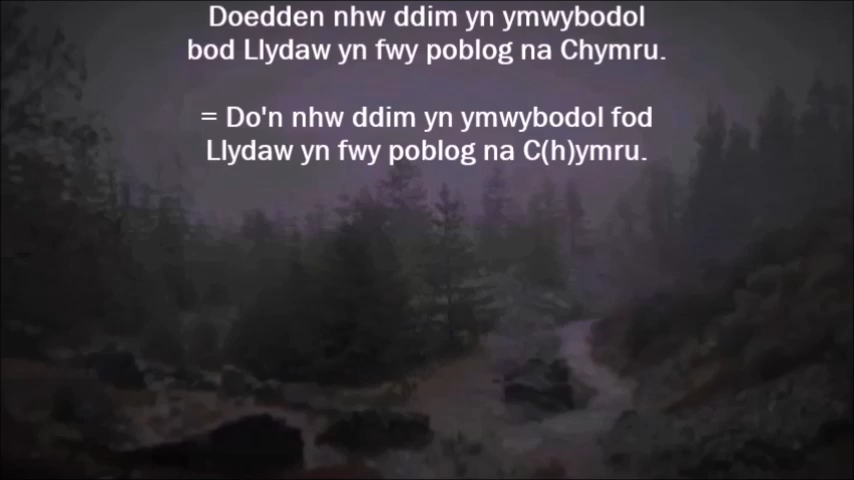 Doedden nhw ddim yn ymwybodol
bod Llydaw yn fwy poblog na Chymru.
= Do'n nhw ddim yn ymwybodol fod
Llydaw yn fwy poblog na C(h)ymru.